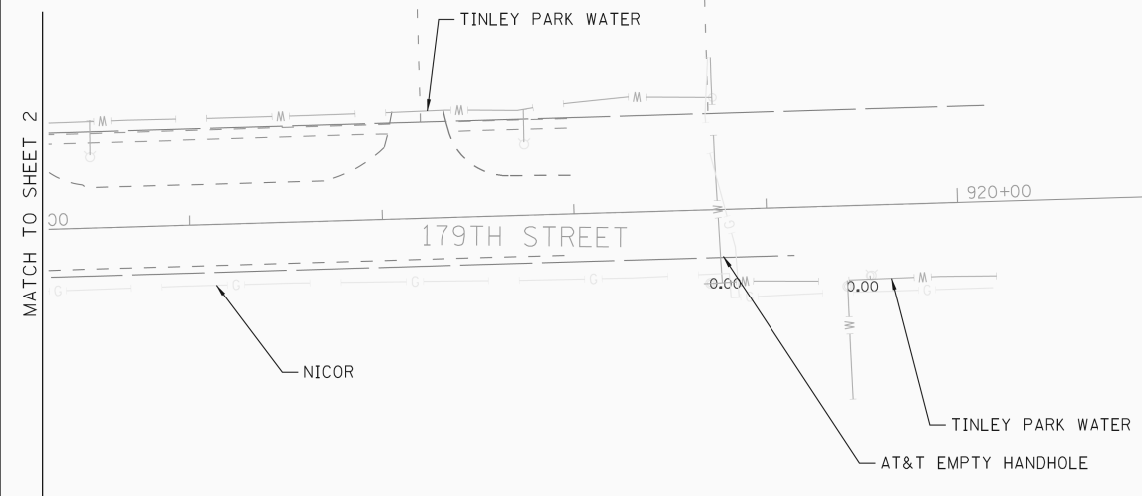 TINLEY PARK WATER
W W W W
MATCH TO SHEET 2
920+00
00
W
G
179TH STREET
G G G G
0.00 W
0.00 W
G
W
NICOR
TINLEY PARK WATER
AT&T EMPTY HANDHOLE